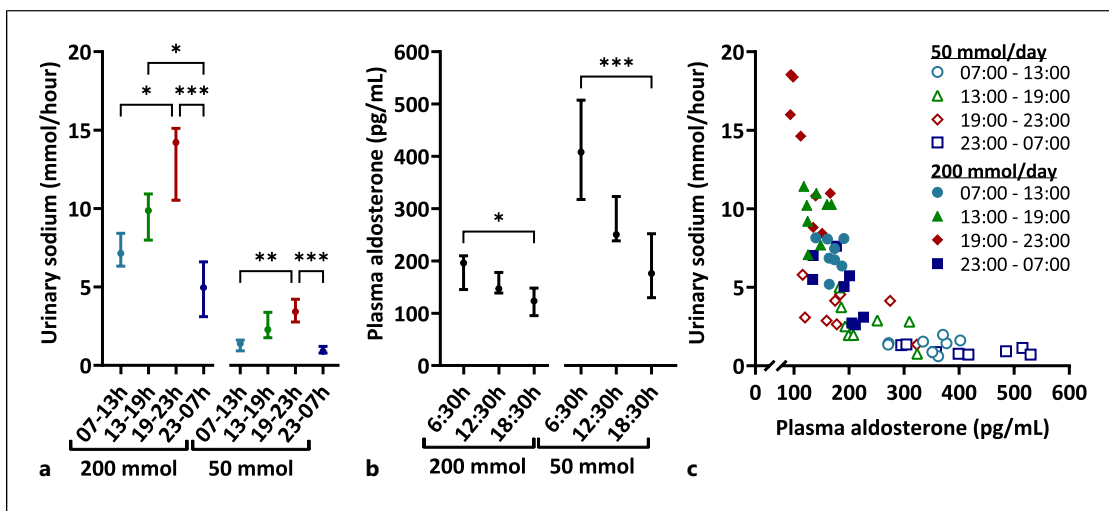 20
15
10
5
0
Urinary sodium (mmol/hour)
*
*
***
**
***
07-13h
13-19h
19-23h
23-07h
07-13h
13-19h
19-23h
23-07h
200 mmol
50 mmol
a
600
500
400
300
200
100
0
Plasma aldosterone (pg/mL)
*
***
6:30h
12:30h
18:30h
6:30h
12:30h
18:30h
200 mmol
50 mmol
b
20
15
10
5
0
Urinary sodium (mmol/hour)
50 mmol/day
07:00 - 13:00
13:00 - 19:00
19:00 - 23:00
23:00 - 07:00
200 mmol/day
07:00 - 13:00
13:00 - 19:00
19:00 - 23:00
23:00 - 07:00
0 100 200 300 400 500 600
Plasma aldosterone (pg/mL)
c